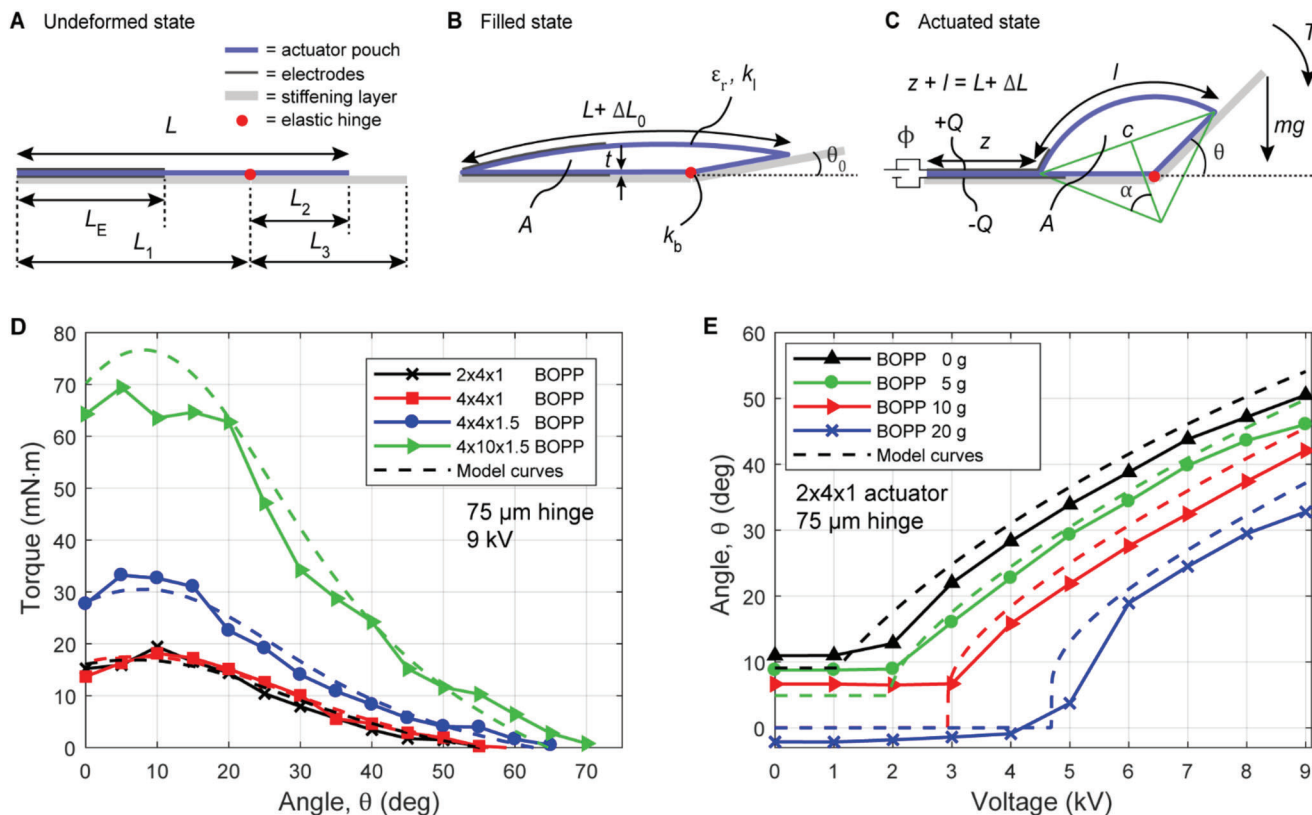 A Undeformed state
= actuator pouch
= electrodes
= stiffening layer
= elastic hinge
L
L_E
L_2
L_1
L_3
B Filled state
ε_r, k_l
L+ ΔL_0
t
θ_0
A
k_b
C Actuated state
T
z + l = L+ ΔL
l
ϕ
+Q
z
c
mg
θ
α
-Q
A
D
80
70
60
50
40
30
20
10
0
Torque (mN·m)
2x4x1 BOPP
4x4x1 BOPP
4x4x1.5 BOPP
4x10x1.5 BOPP
Model curves
75 µm hinge
9 kV
0 10 20 30 40 50 60 70
Angle, θ (deg)
E
60
50
40
30
20
10
0
Angle, θ (deg)
BOPP 0 g
BOPP 5 g
BOPP 10 g
BOPP 20 g
Model curves
2x4x1 actuator
75 µm hinge
0 1 2 3 4 5 6 7 8 9
Voltage (kV)